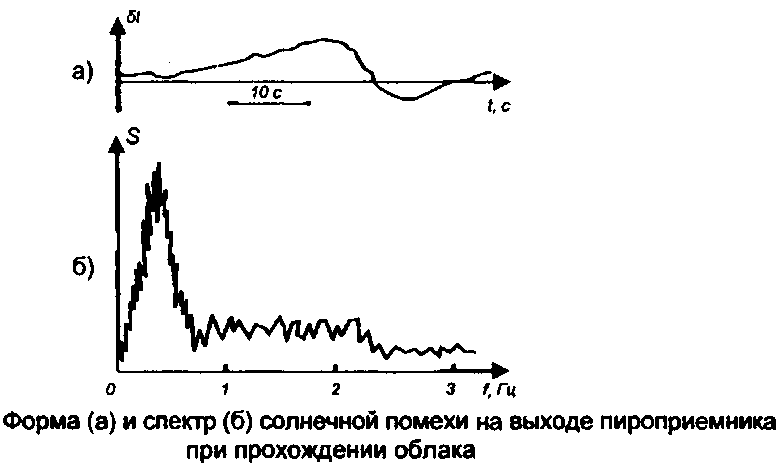 δI
а)
10 с
t, с
S
б)
0 1 2 3 f, Гц
Форма (а) и спектр (б) солнечной помехи на выходе пироприемника
при прохождении облака